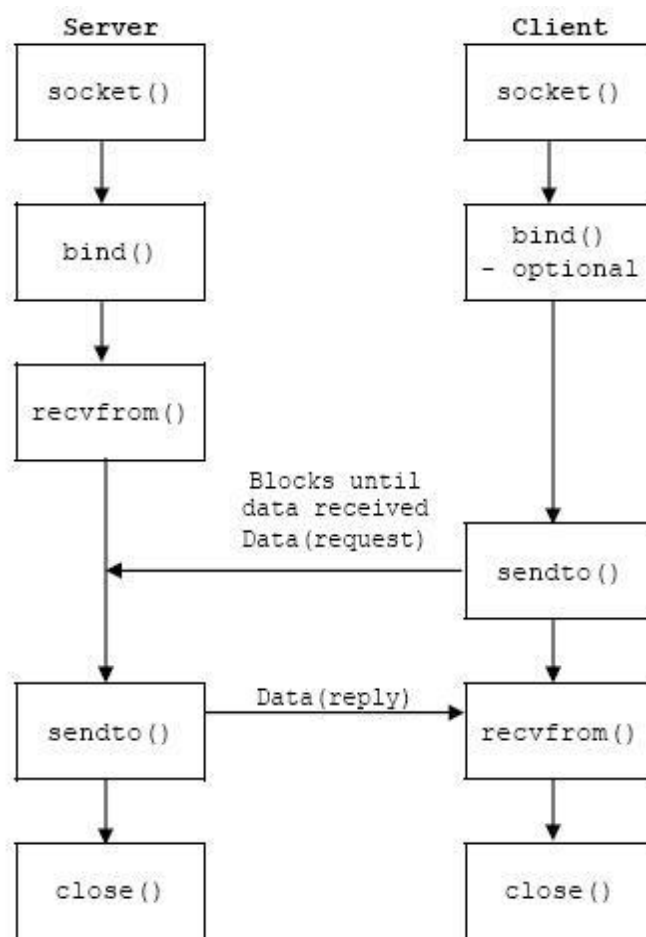 Server
Client
socket()
socket()
bind()
bind()
- optional
recvfrom()
Blocks until
data received
Data(request)
sendto()
sendto()
Data(reply)
recvfrom()
close()
close()